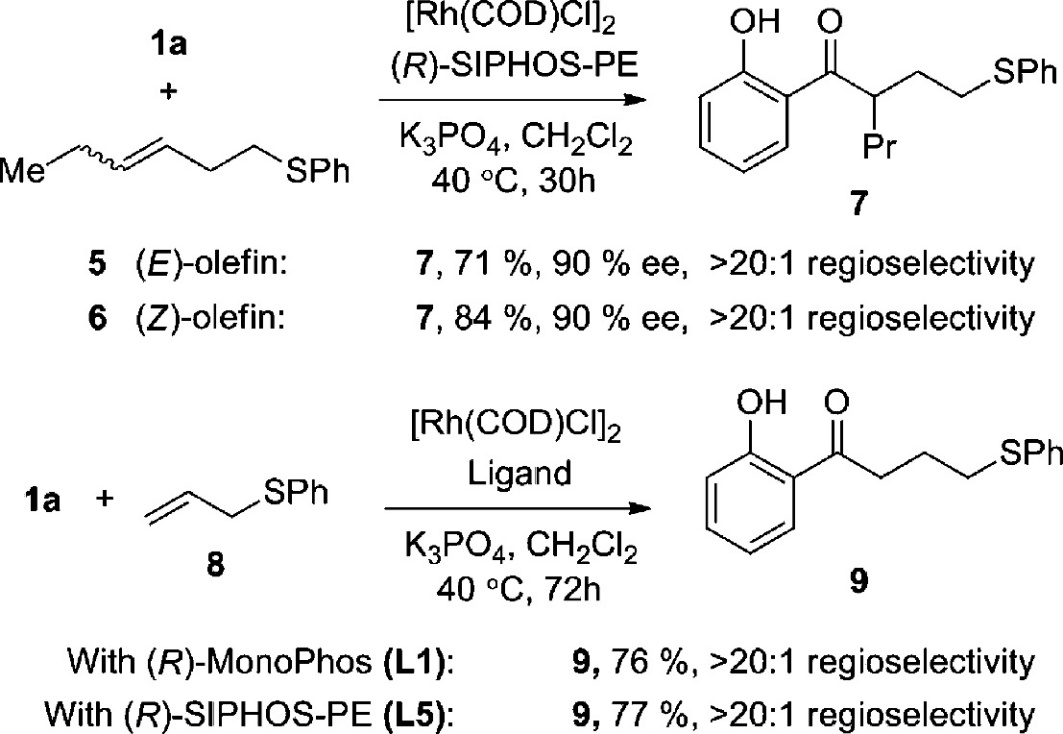 1a
+
Me
SPh
[Rh(COD)Cl]2
(R)-SIPHOS-PE
K3PO4, CH2Cl2
40 °C, 30h
OH
O
SPh
Pr
7
5 (E)-olefin: 7, 71 %, 90 % ee, >20:1 regioselectivity
6 (Z)-olefin: 7, 84 %, 90 % ee, >20:1 regioselectivity
1a + SPh
8
[Rh(COD)Cl]2
Ligand
K3PO4, CH2Cl2
40 °C, 72h
OH
O
SPh
9
With (R)-MonoPhos (L1): 9, 76 %, >20:1 regioselectivity
With (R)-SIPHOS-PE (L5): 9, 77 %, >20:1 regioselectivity